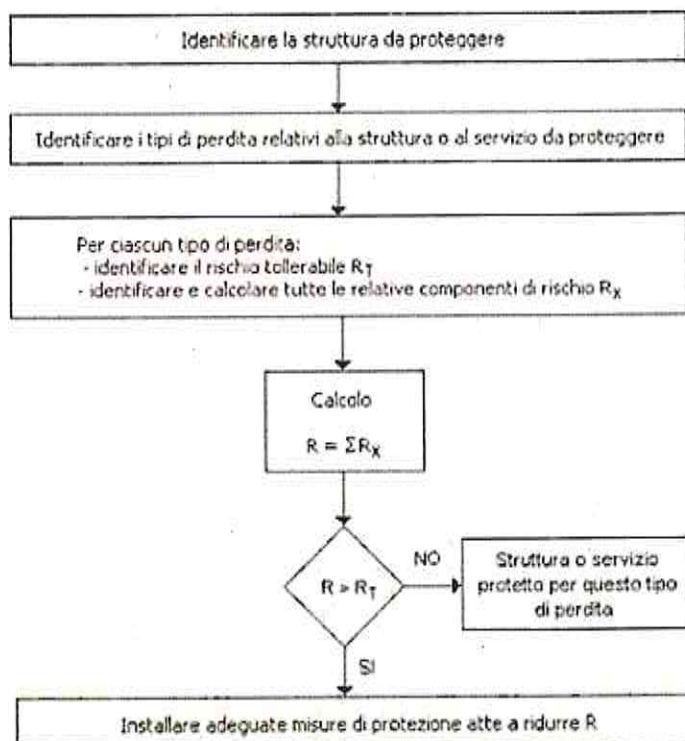 Identificare la struttura da proteggere
Identificare i tipi di perdita relativi alla struttura o al servizio da proteggere
Per ciascun tipo di perdita:
- identificare il rischio tollerabile RT
- identificare e calcolare tutte le relative componenti di rischio RX
Calcolo
R = ΣRX
R > RT
NO
Struttura o servizio
protetta per questo tipo
di perdita
SI
Installare adeguate misure di protezione atte a ridurre R